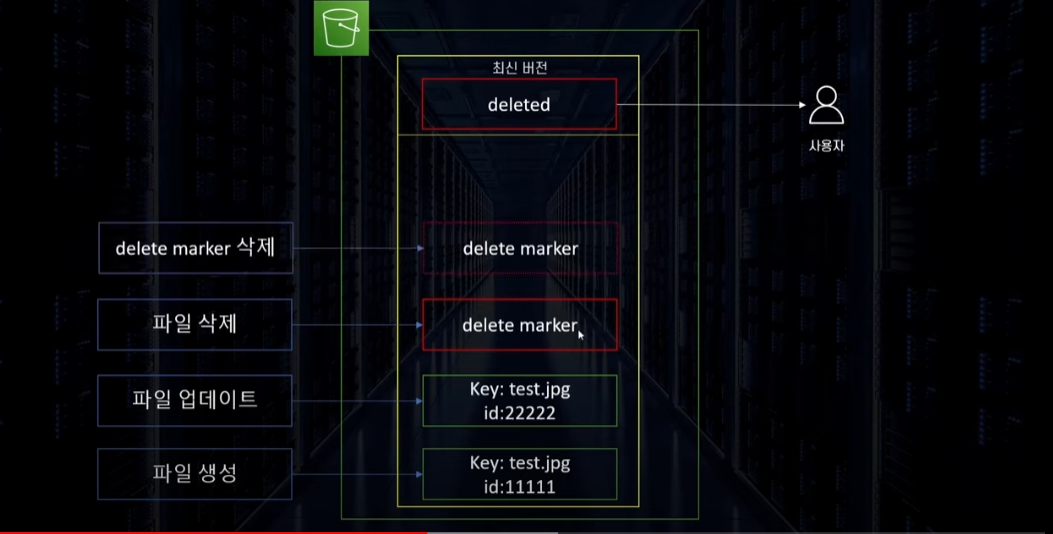 최신 버전
deleted
사용자
delete marker 삭제
delete marker
파일 삭제
delete marker
파일 업데이트
Key: test.jpg
id:22222
파일 생성
Key: test.jpg
id:11111